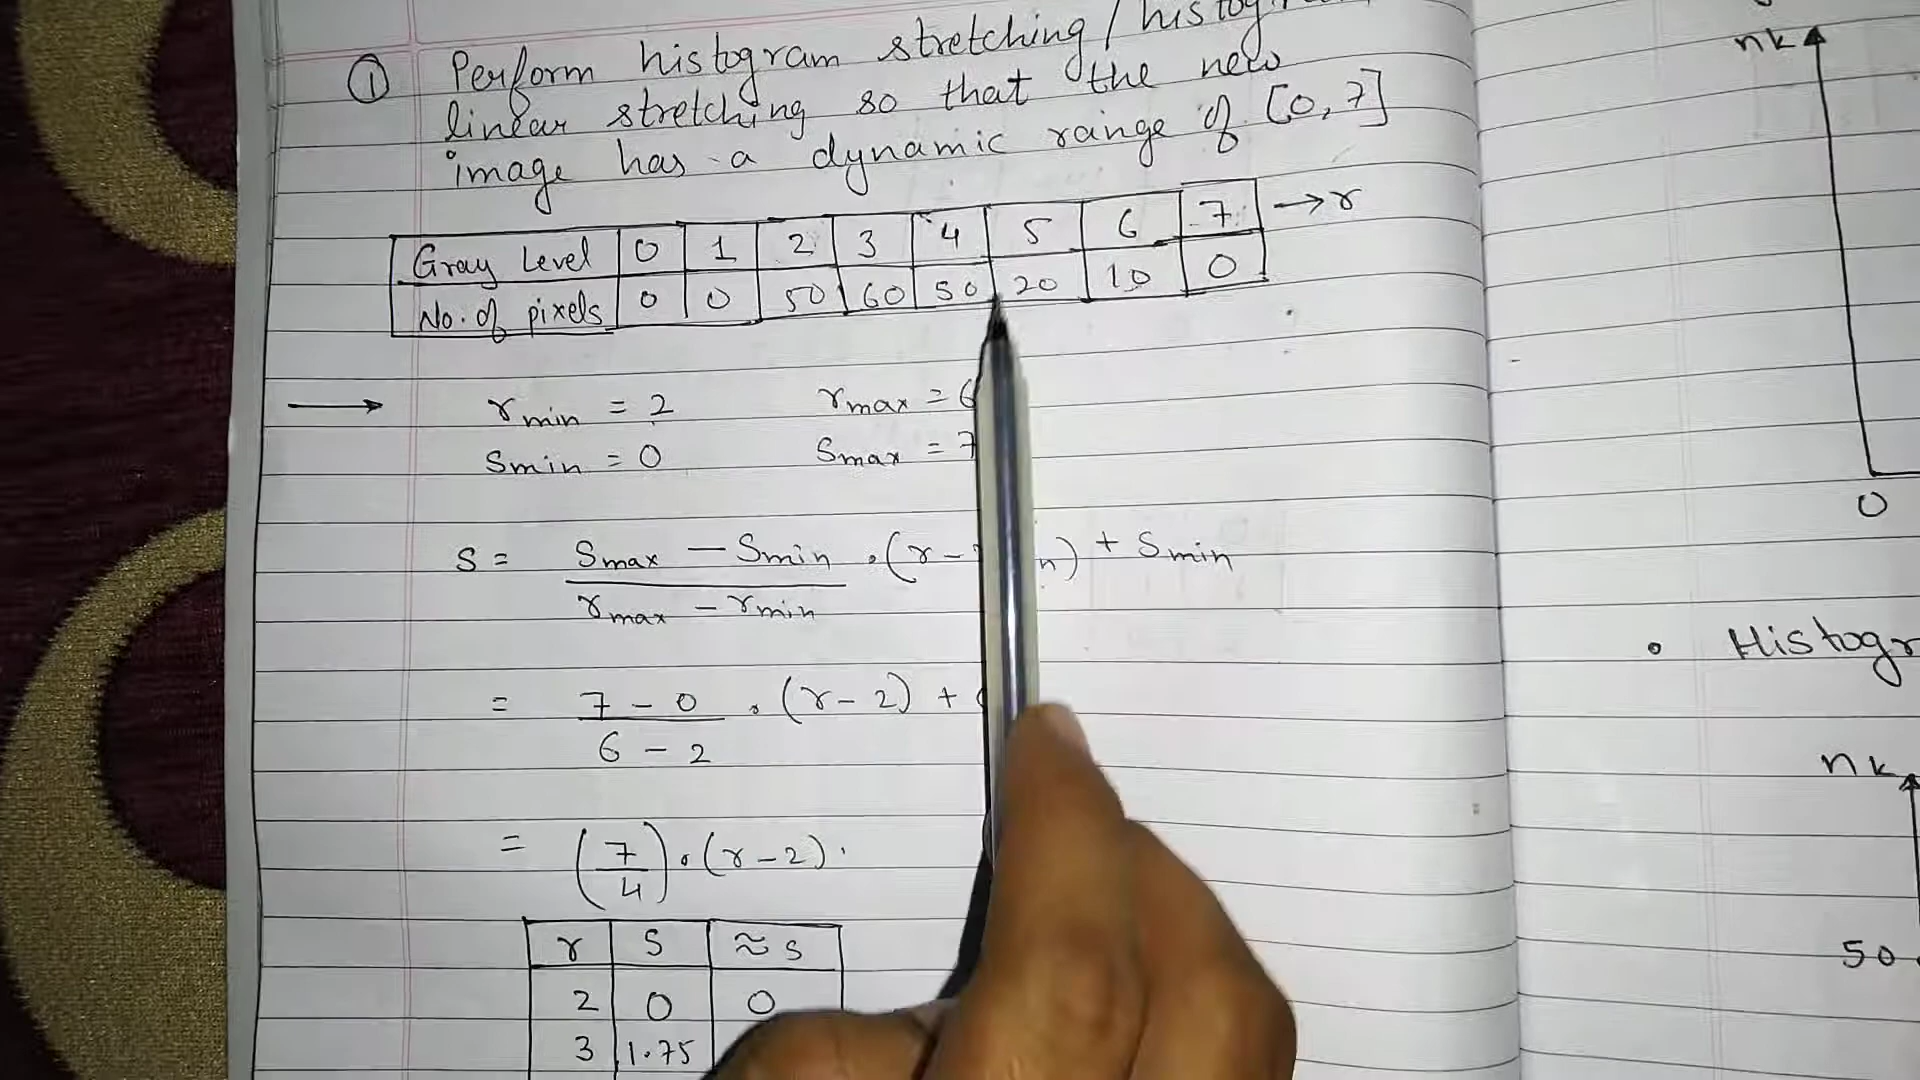 ① Perform histogram stretching /
linear stretching so that the new
image has a dynamic range of [0, 7]
Gray Level 0 1 2 3 4 5 6 7 → r
No. of pixels 0 0 50 60 50 20 10 0
→ rmin = 2 rmax = 6
Smin = 0 Smax = 7
S = Smax - Smin . (r - n) + Smin
rmax - rmin
= 7 - 0 . (r - 2) +
6 - 2
= (7/4) . (r - 2) .
r S ≈ S
2 0 0
3 1.75
nk
0
• Histogr
nk
50